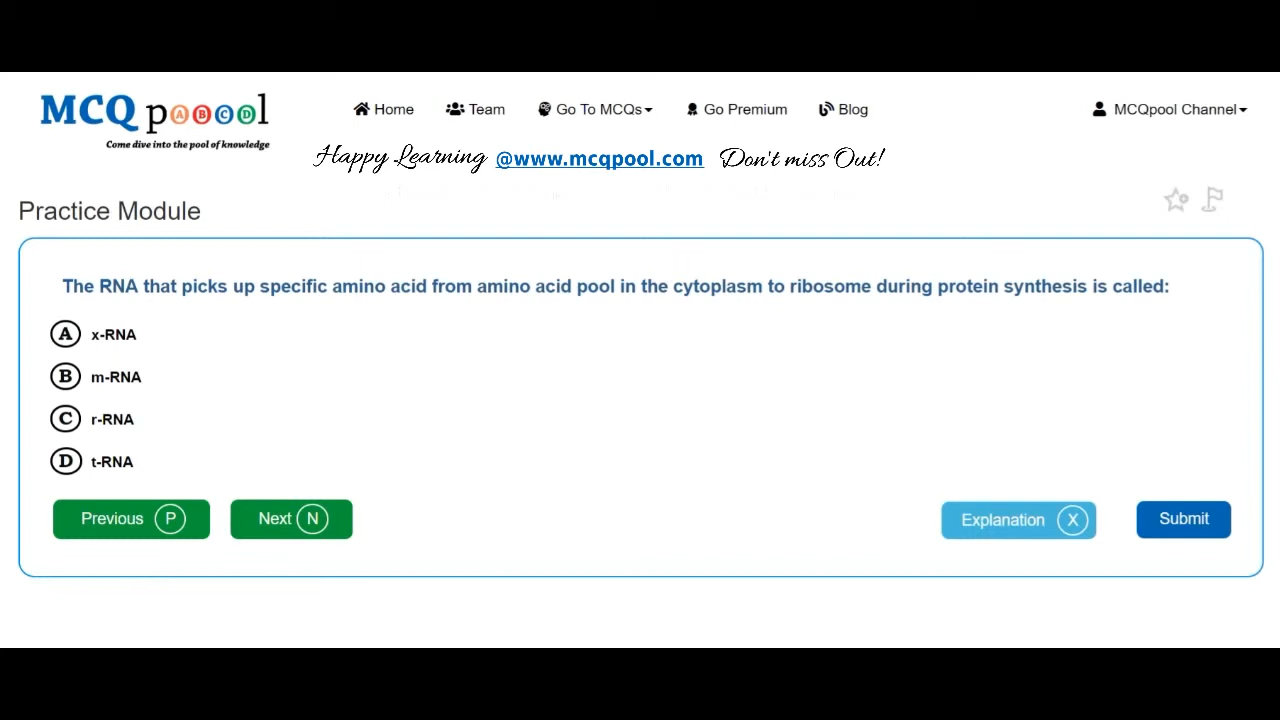 MCQ pABCDl
Come dive into the pool of knowledge
Home Team Go To MCQs Go Premium Blog MCQpool Channel
Happy Learning @www.mcqpool.com Don't miss Out!
Practice Module
The RNA that picks up specific amino acid from amino acid pool in the cytoplasm to ribosome during protein synthesis is called:
A x-RNA
B m-RNA
C r-RNA
D t-RNA
Previous P Next N Explanation X Submit